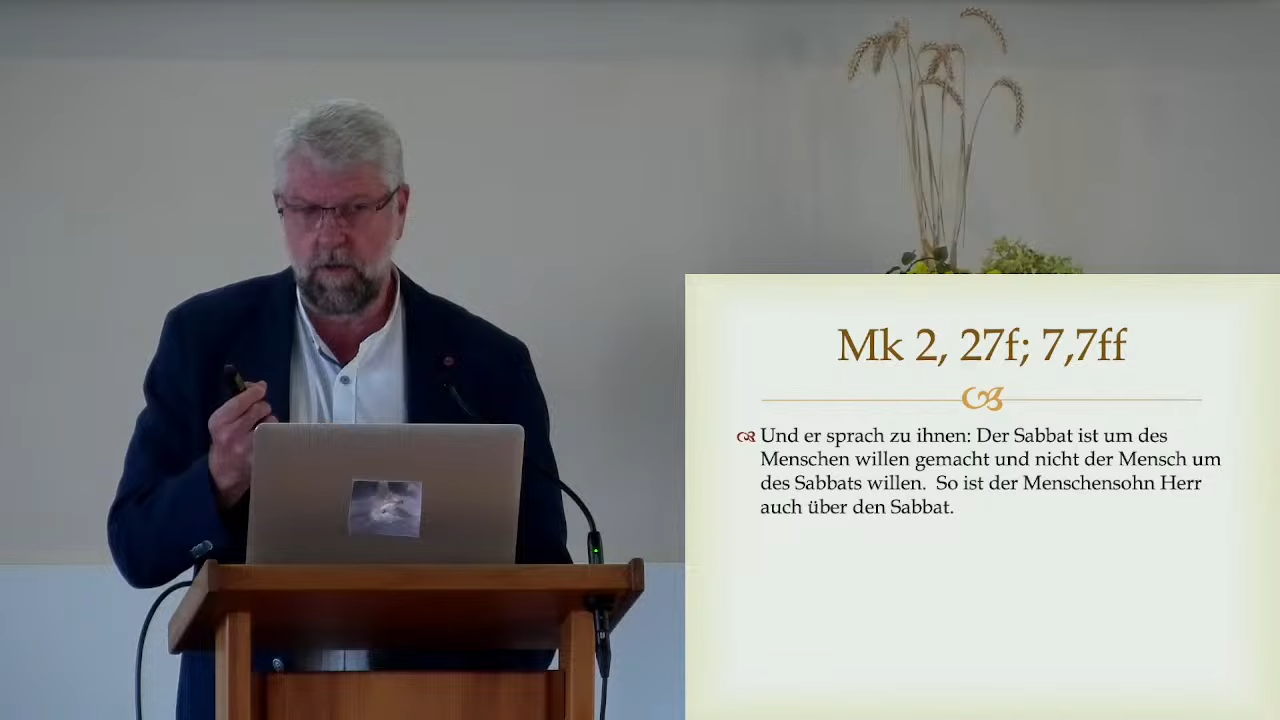 Mk 2, 27f; 7,7ff
Und er sprach zu ihnen: Der Sabbat ist um des
Menschen willen gemacht und nicht der Mensch um
des Sabbats willen.  So ist der Menschensohn Herr
auch über den Sabbat.